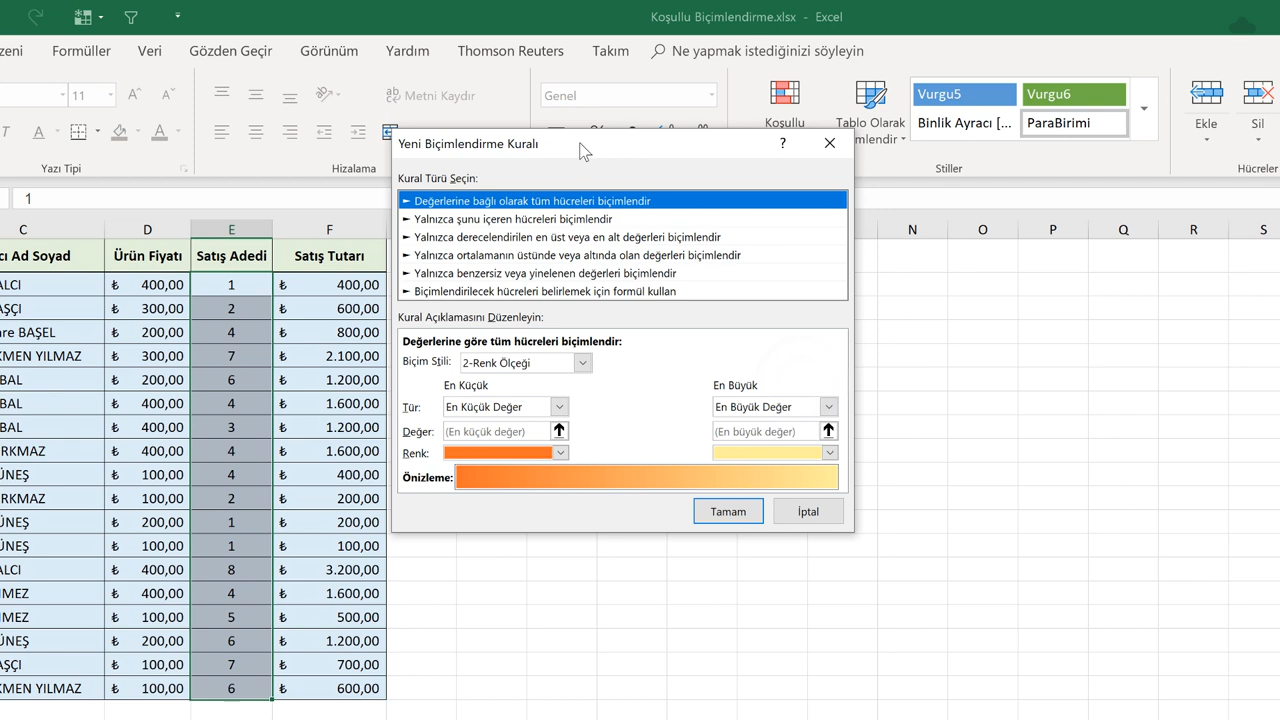 Koşullu Biçimlendirme.xlsx - Excel
zeni Formüller Veri Gözden Geçir Görünüm Yardım Thomson Reuters Takım Ne yapmak istediğinizi söyleyin
11 A A ab Metni Kaydır Genel Koşullu Tablo Olarak Vurgu5 Vurgu6 Ekle Sil
T A A Binlik Ayracı [... ParaBirimi
Yazı Tipi Hizalama Stiller Hücreler
1
C D E F N O P Q R S
cı Ad Soyad Ürün Fiyatı Satış Adedi Satış Tutarı
ALCI ₺ 400,00 1 ₺ 400,00
AŞÇI ₺ 300,00 2 ₺ 600,00
are BAŞEL ₺ 200,00 4 ₺ 800,00
KMEN YILMAZ ₺ 300,00 7 ₺ 2.100,00
BAL ₺ 200,00 6 ₺ 1.200,00
BAL ₺ 400,00 4 ₺ 1.600,00
BAL ₺ 400,00 3 ₺ 1.200,00
RKMAZ ₺ 400,00 4 ₺ 1.600,00
ÜNEŞ ₺ 100,00 4 ₺ 400,00
RKMAZ ₺ 100,00 2 ₺ 200,00
ÜNEŞ ₺ 200,00 1 ₺ 200,00
ÜNEŞ ₺ 100,00 1 ₺ 100,00
ALCI ₺ 400,00 8 ₺ 3.200,00
NMEZ ₺ 400,00 4 ₺ 1.600,00
NMEZ ₺ 100,00 5 ₺ 500,00
ÜNEŞ ₺ 200,00 6 ₺ 1.200,00
AŞÇI ₺ 100,00 7 ₺ 700,00
KMEN YILMAZ ₺ 100,00 6 ₺ 600,00
Yeni Biçimlendirme Kuralı ?
Kural Türü Seçin:
► Değerlerine bağlı olarak tüm hücreleri biçimlendir
► Yalnızca şunu içeren hücreleri biçimlendir
► Yalnızca derecelendirilen en üst veya en alt değerleri biçimlendir
► Yalnızca ortalamanın üstünde veya altında olan değerleri biçimlendir
► Yalnızca benzersiz veya yinelenen değerleri biçimlendir
► Biçimlendirilecek hücreleri belirlemek için formül kullan
Kural Açıklamasını Düzenleyin:
Değerlerine göre tüm hücreleri biçimlendir:
Biçim Stili: 2-Renk Ölçeği
En Küçük En Büyük
Tür: En Küçük Değer En Büyük Değer
Değer: (En küçük değer) (En büyük değer)
Renk:
Önizleme:
Tamam İptal